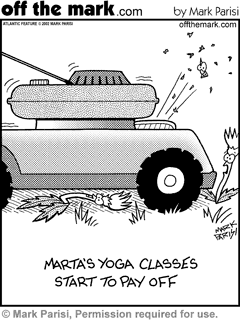 off the mark.com by Mark Parisi
ATLANTIC FEATURE © 2002 MARK PARISI offthemark.com
MARK PARISI
MARTA'S YOGA CLASSES
START TO PAY OFF
© Mark Parisi, Permission required for use.